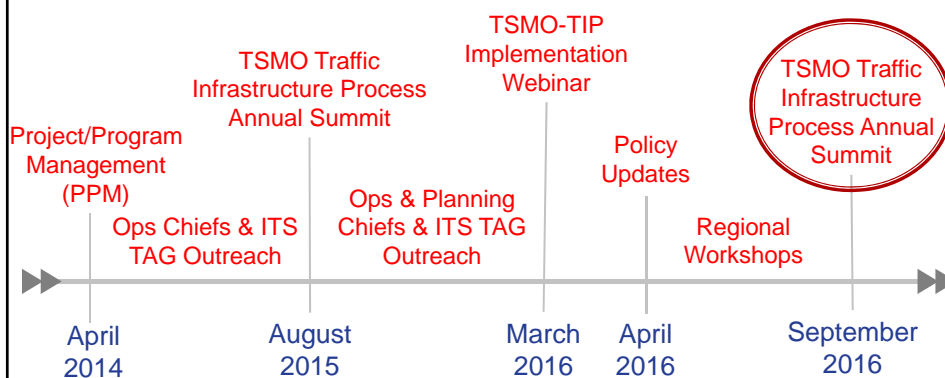 Project/Program
Management
(PPM)
Ops Chiefs & ITS
TAG Outreach
TSMO Traffic
Infrastructure Process
Annual Summit
Ops & Planning
Chiefs & ITS TAG
Outreach
TSMO-TIP
Implementation
Webinar
Policy
Updates
Regional
Workshops
TSMO Traffic
Infrastructure
Process Annual
Summit
April
2014
August
2015
March
2016
April
2016
September
2016